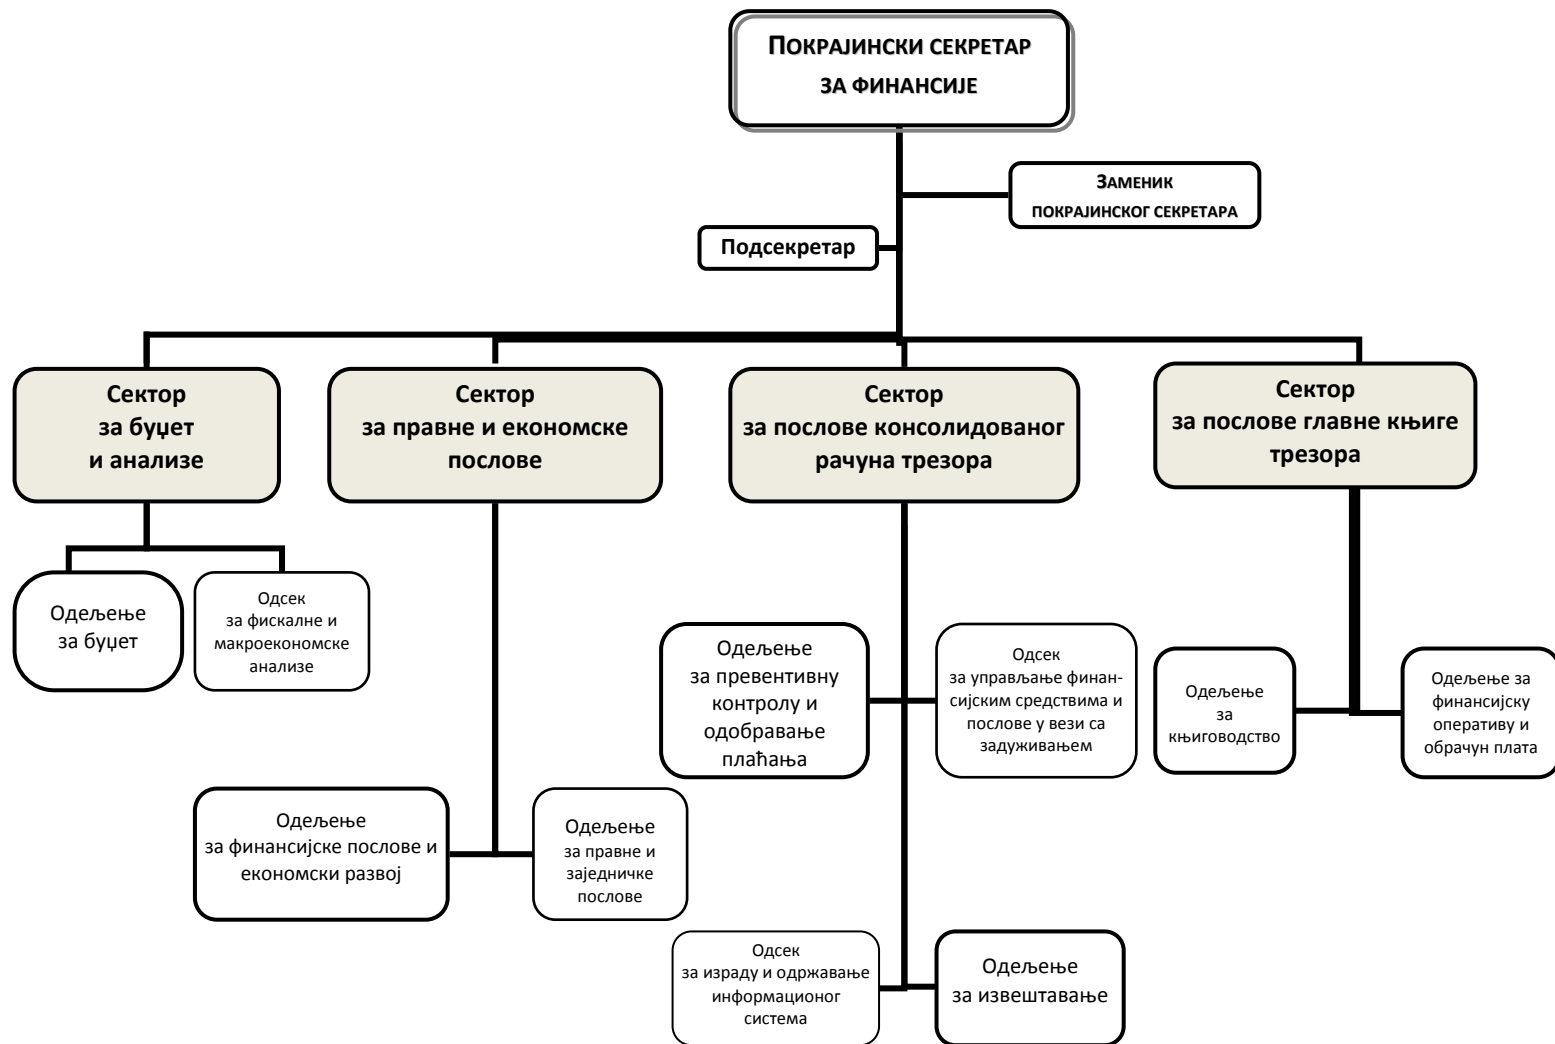 ПОКРАЈИНСКИ СЕКРЕТАР
ЗА ФИНАНСИЈЕ
ЗАМЕНИК
ПОКРАЈИНСКОГ СЕКРЕТАРА
Подсекретар
Сектор
за буџет
и анализе
Сектор
за правне и економске
послове
Сектор
за послове консолидованог
рачуна трезора
Сектор
за послове главне књиге
трезора
Одељење
за буџет
Одсек
за фискалне и
макроекономске
анализе
Одељење
за превентивну
контролу и
одобравање
плаћања
Одсек
за управљање финан-
сијским средствима и
послове у вези са
задуживањем
Одељење
за
књиговодство
Одељење за
финансијску
оперативу и
обрачун плата
Одељење
за финансијске послове и
економски развој
Одељење
за правне и
заједничке
послове
Одсек
за израду и одржавање
информационог
система
Одељење
за извештавање